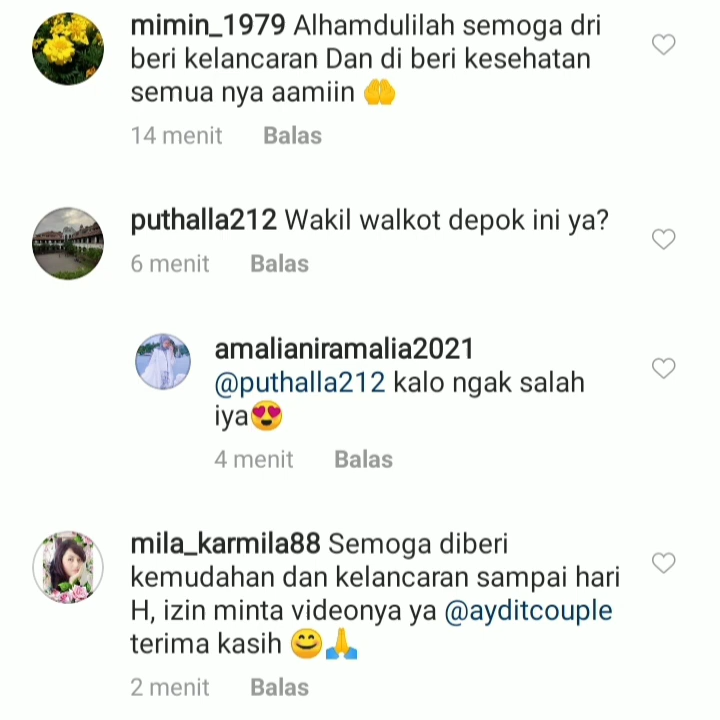 mimin_1979 Alhamdulilah semoga dri
beri kelancaran Dan di beri kesehatan
semua nya aamiin 🤲
14 menit Balas
puthalla212 Wakil walkot depok ini ya?
6 menit Balas
amalianiramalia2021
@puthalla212 kalo ngak salah
iya😍
4 menit Balas
mila_karmila88 Semoga diberi
kemudahan dan kelancaran sampai hari
H, izin minta videonya ya @ayditcouple
terima kasih 😊🙏
2 menit Balas